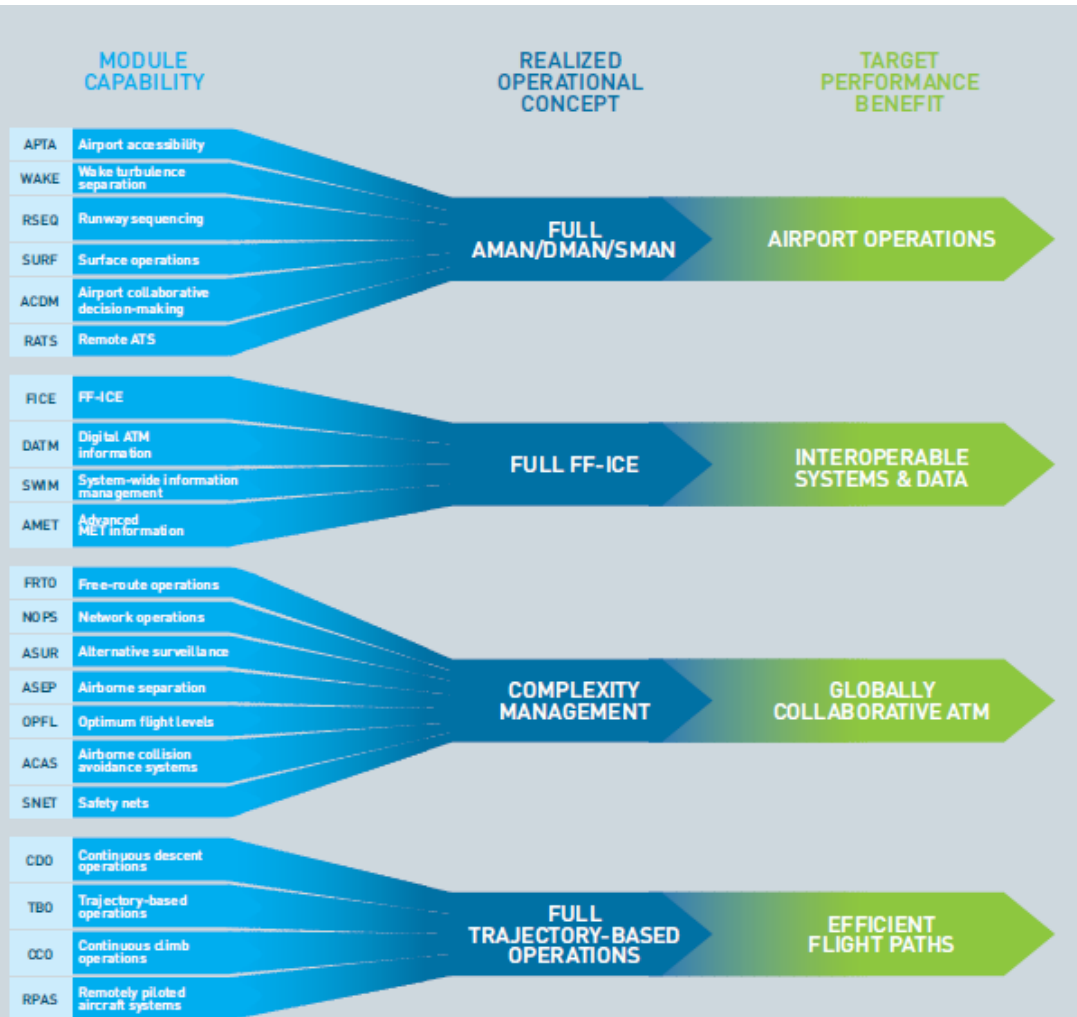 MODULE
CAPABILITY
REALIZED
OPERATIONAL
CONCEPT
TARGET
PERFORMANCE
BENEFIT
APTA
Airport accessibility
WAKE
Wake turbulence
separation
RSEQ
Runway sequencing
SURF
Surface operations
ACDM
Airport collaborative
decision-making
RATS
Remote ATS
FULL
AMAN/DMAN/SMAN
AIRPORT OPERATIONS
FICE
FF-ICE
DATM
Digital ATM
information
SWIM
System-wide information
management
AMET
Advanced
MET information
FULL FF-ICE
INTEROPERABLE
SYSTEMS & DATA
FRTO
Free-route operations
NOPS
Network operations
ASUR
Alternative surveillance
ASEP
Airborne separation
OPFL
Optimum flight levels
ACAS
Airborne collision
avoidance systems
SNET
Safety nets
COMPLEXITY
MANAGEMENT
GLOBALLY
COLLABORATIVE ATM
CDO
Continuous descent
operations
TBO
Trajectory-based
operations
CCO
Continuous climb
operations
RPAS
Remotely piloted
aircraft systems
FULL
TRAJECTORY-BASED
OPERATIONS
EFFICIENT
FLIGHT PATHS